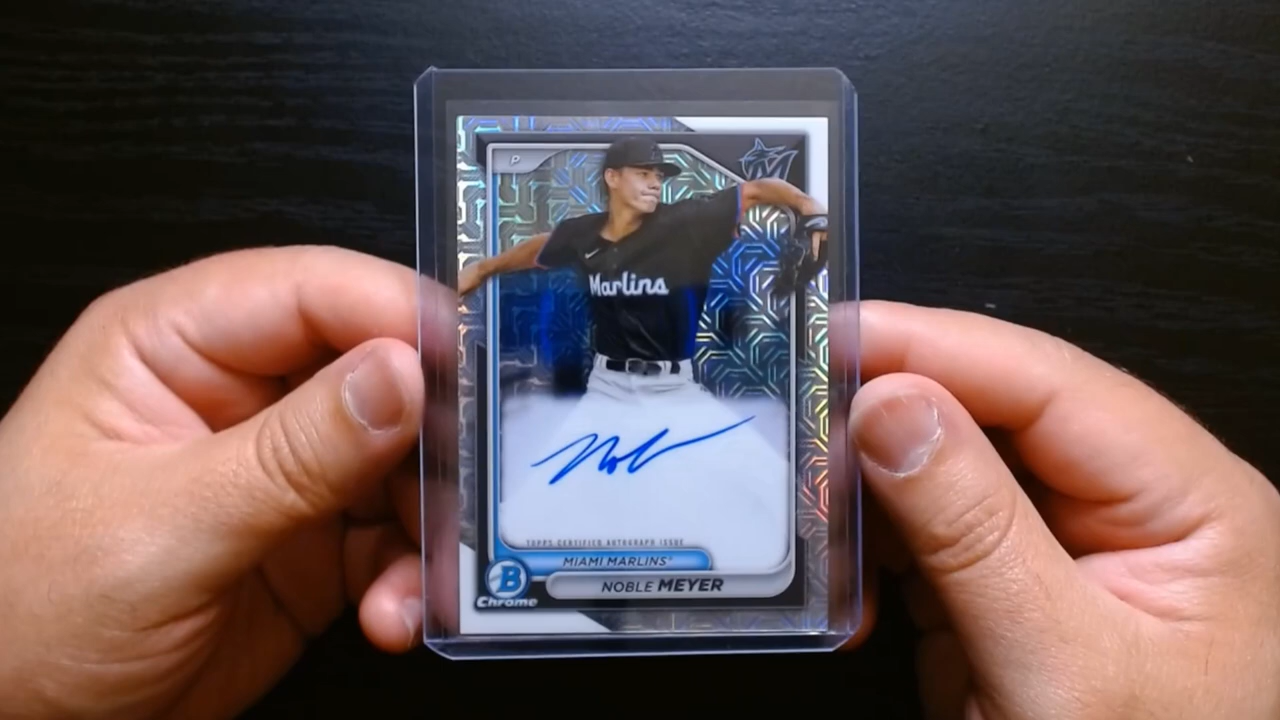 P
Marlins
TOPPS CERTIFIED AUTOGRAPH ISSUE
MIAMI MARLINS®
NOBLE MEYER
B
Chrome